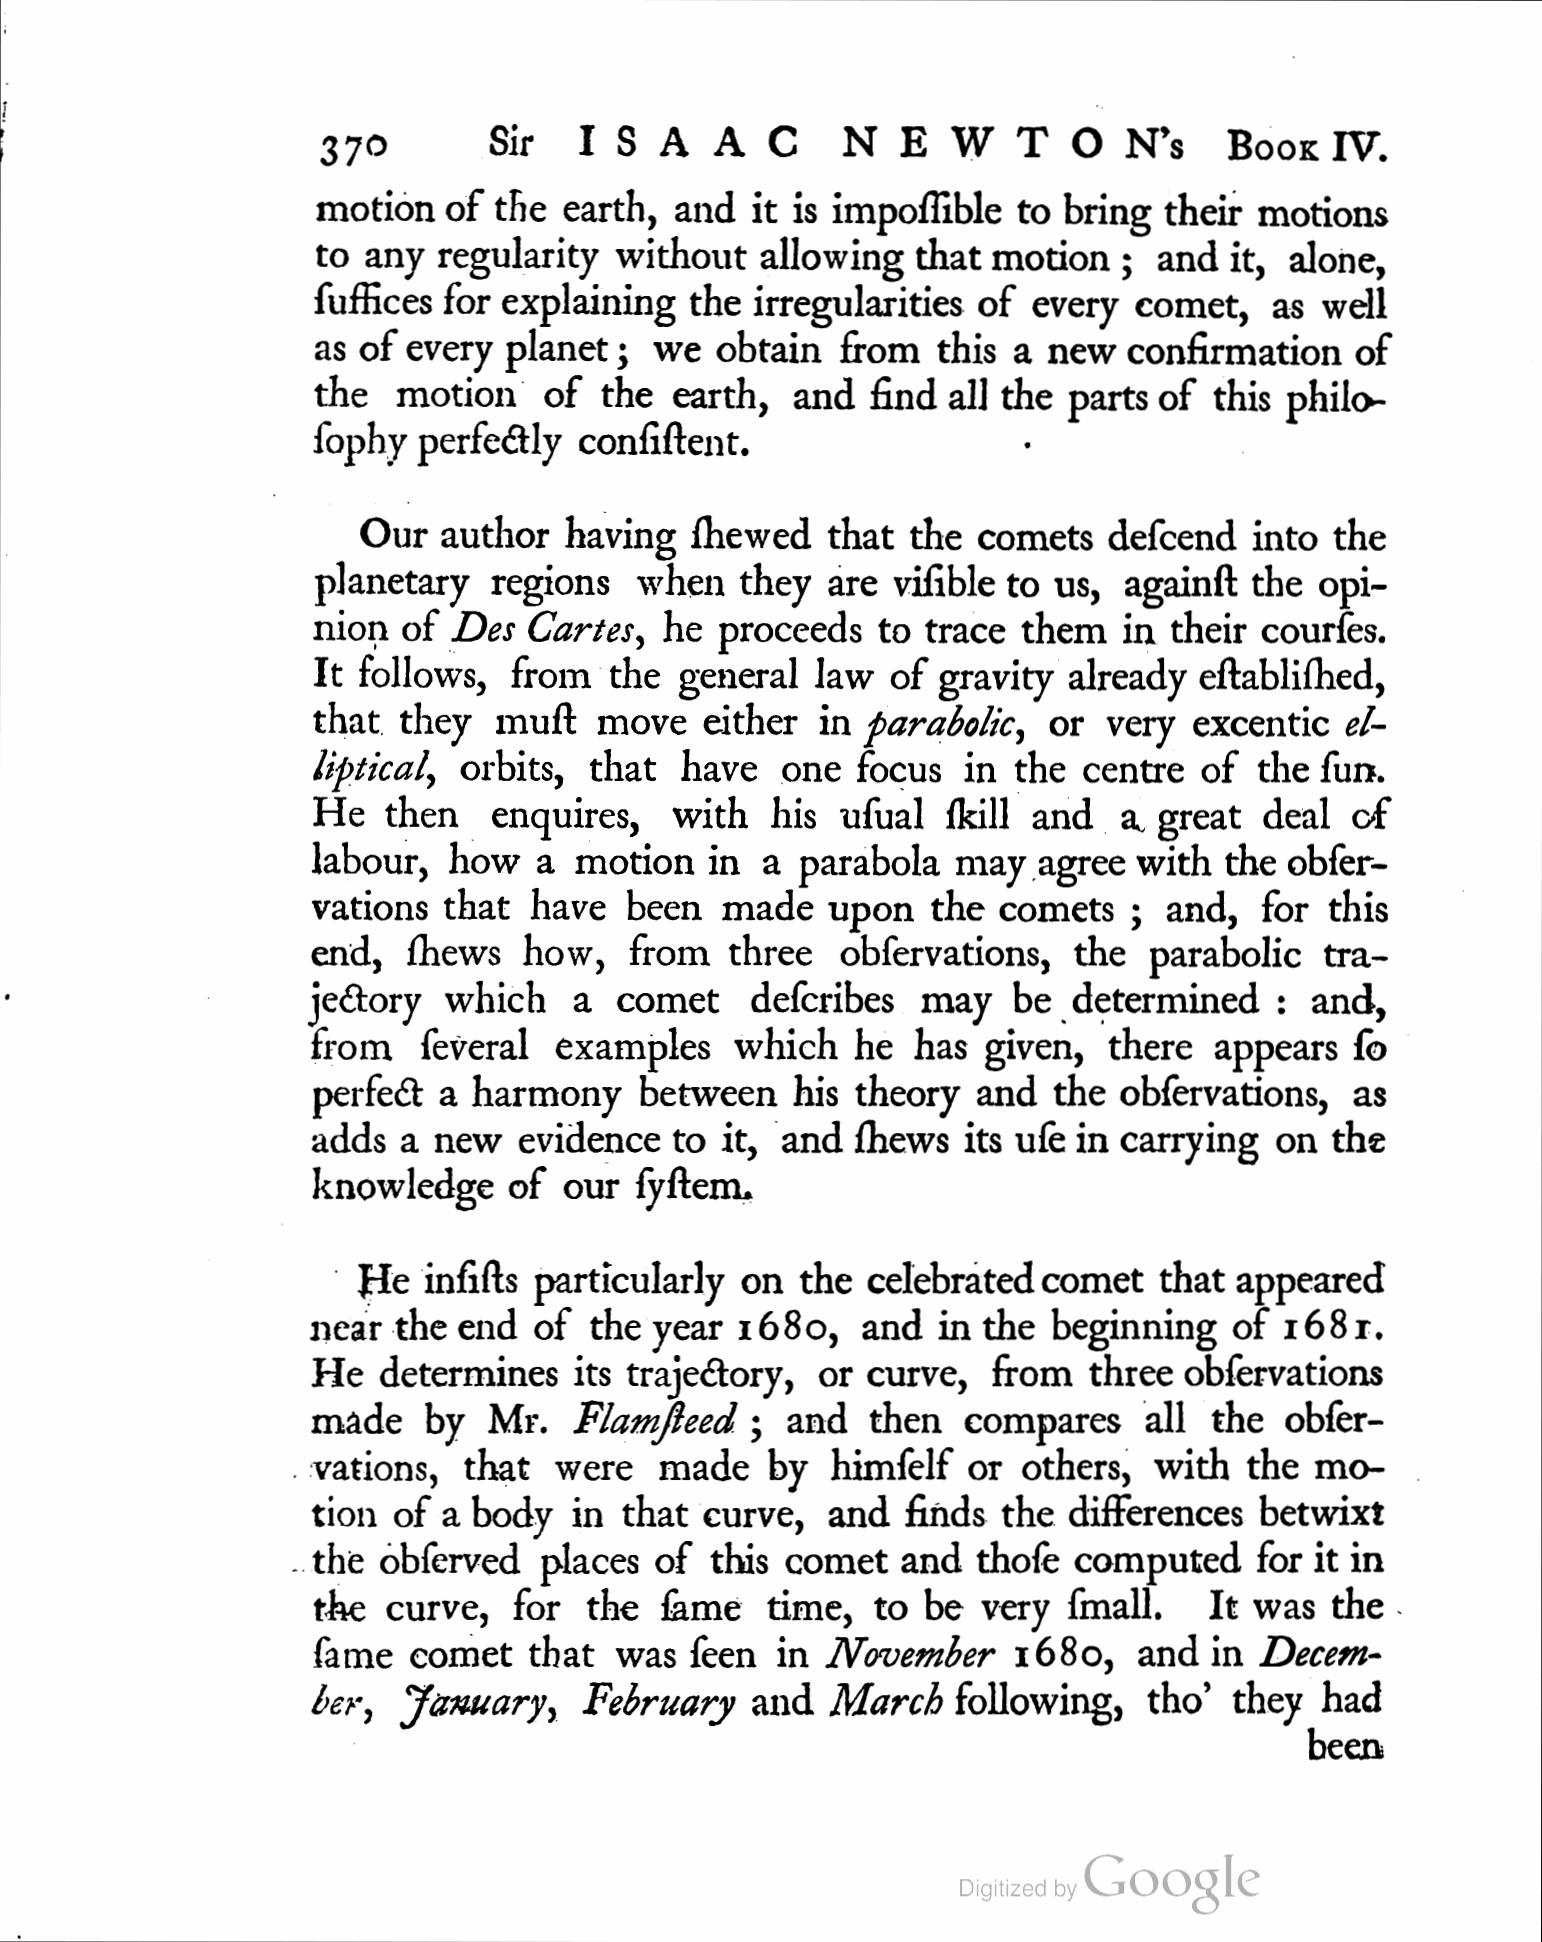 370 Sir ISAAC NEWTON's Book IV.
motion of the earth, and it is impoſſible to bring their motions
to any regularity without allowing that motion ; and it, alone,
ſuffices for explaining the irregularities of every comet, as well
as of every planet ; we obtain from this a new confirmation of
the motion of the earth, and find all the parts of this philo-
ſophy perfectly conſiſtent.
Our author having ſhewed that the comets deſcend into the
planetary regions when they are viſible to us, againſt the opi-
nion of Des Cartes, he proceeds to trace them in their courſes.
It follows, from the general law of gravity already eſtabliſhed,
that they muſt move either in parabolic, or very excentic el-
liptical, orbits, that have one focus in the centre of the ſun.
He then enquires, with his uſual ſkill and a great deal of
labour, how a motion in a parabola may agree with the obſer-
vations that have been made upon the comets ; and, for this
end, ſhews how, from three obſervations, the parabolic tra-
jectory which a comet deſcribes may be determined : and,
from ſeveral examples which he has given, there appears ſo
perfect a harmony between his theory and the obſervations, as
adds a new evidence to it, and ſhews its uſe in carrying on the
knowledge of our ſyſtem.
He inſiſts particularly on the celebrated comet that appeared
near the end of the year 1680, and in the beginning of 1681.
He determines its trajectory, or curve, from three obſervations
made by Mr. Flamſteed ; and then compares all the obſer-
vations, that were made by himſelf or others, with the mo-
tion of a body in that curve, and finds the differences betwixt
the obſerved places of this comet and thoſe computed for it in
the curve, for the ſame time, to be very ſmall. It was the
ſame comet that was ſeen in November 1680, and in Decem-
ber, January, February and March following, tho' they had
been
Digitized by Google